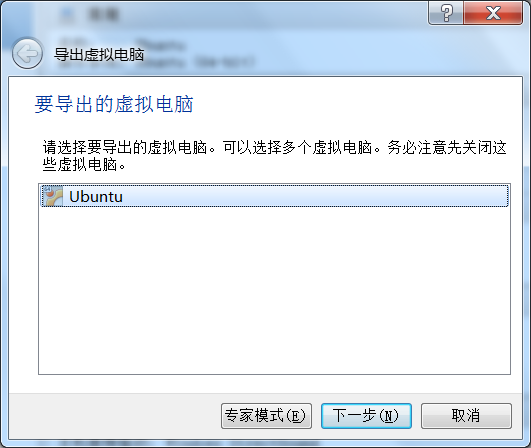 导出虚拟电脑
要导出的虚拟电脑
请选择要导出的虚拟电脑。可以选择多个虚拟电脑。务必注意先关闭这
些虚拟电脑。
Ubuntu
专家模式(E)
下一步(N)
取消